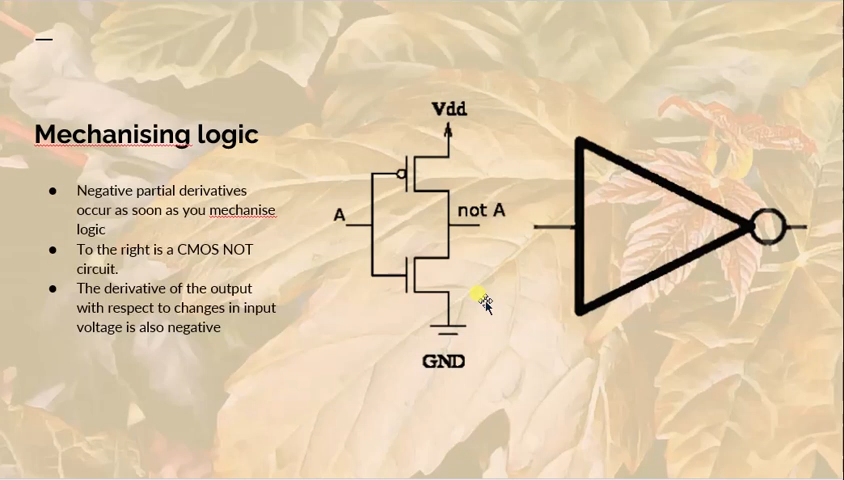 Mechanising logic
● Negative partial derivatives
occur as soon as you mechanise
logic
● To the right is a CMOS NOT
circuit.
● The derivative of the output
with respect to changes in input
voltage is also negative
Vdd
A
not A
GND